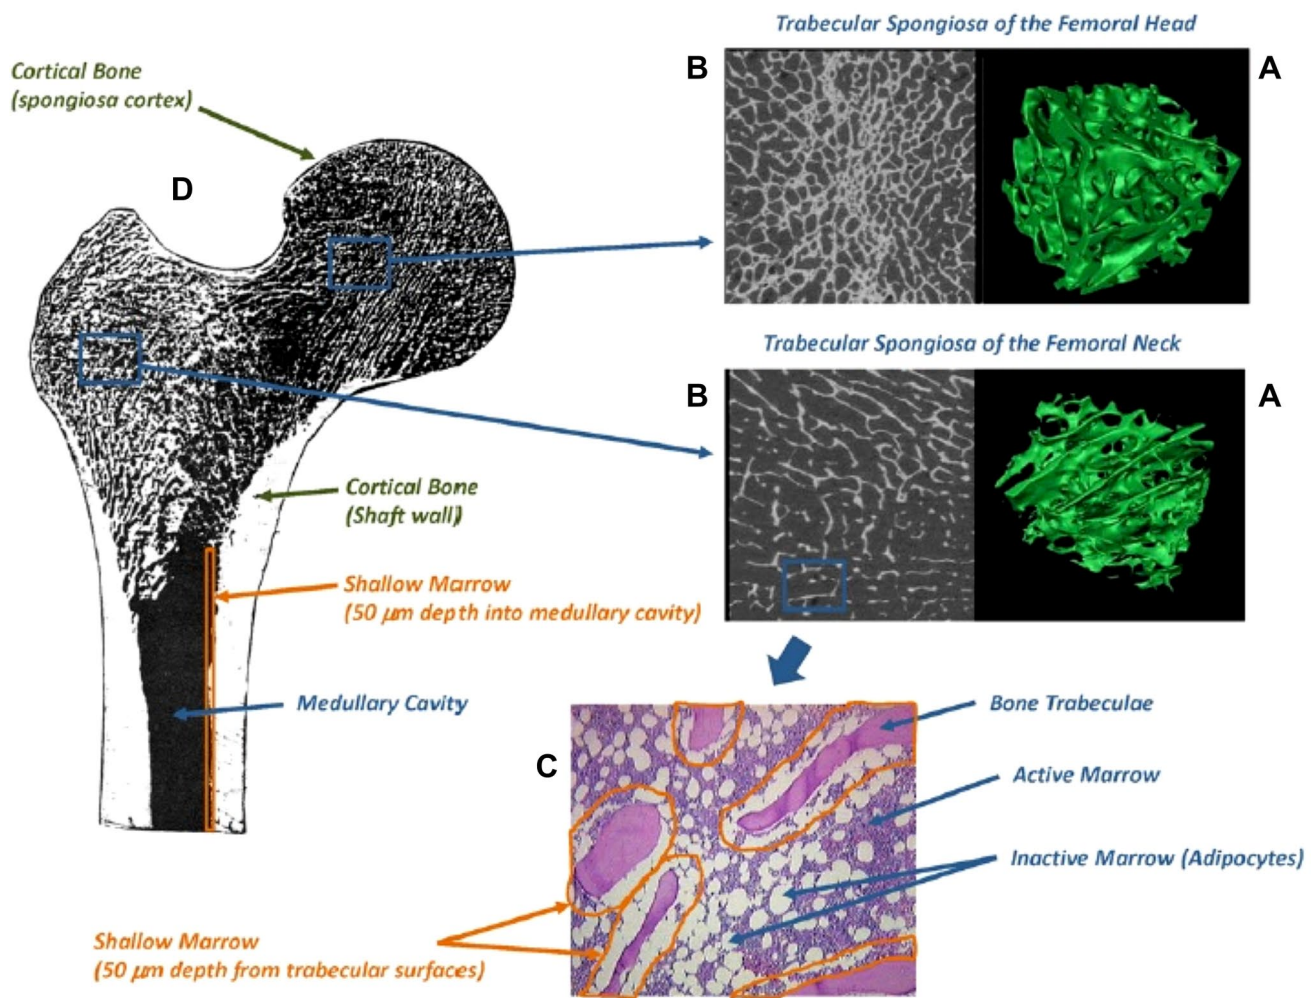 Trabecular Spongiosa of the Femoral Head
Cortical Bone
(spongiosa cortex)
B
A
D
Trabecular Spongiosa of the Femoral Neck
B
A
Cortical Bone
(Shaft wall)
Shallow Marrow
(50 µm depth into medullary cavity)
Medullary Cavity
Bone Trabeculae
C
Active Marrow
Inactive Marrow (Adipocytes)
Shallow Marrow
(50 µm depth from trabecular surfaces)